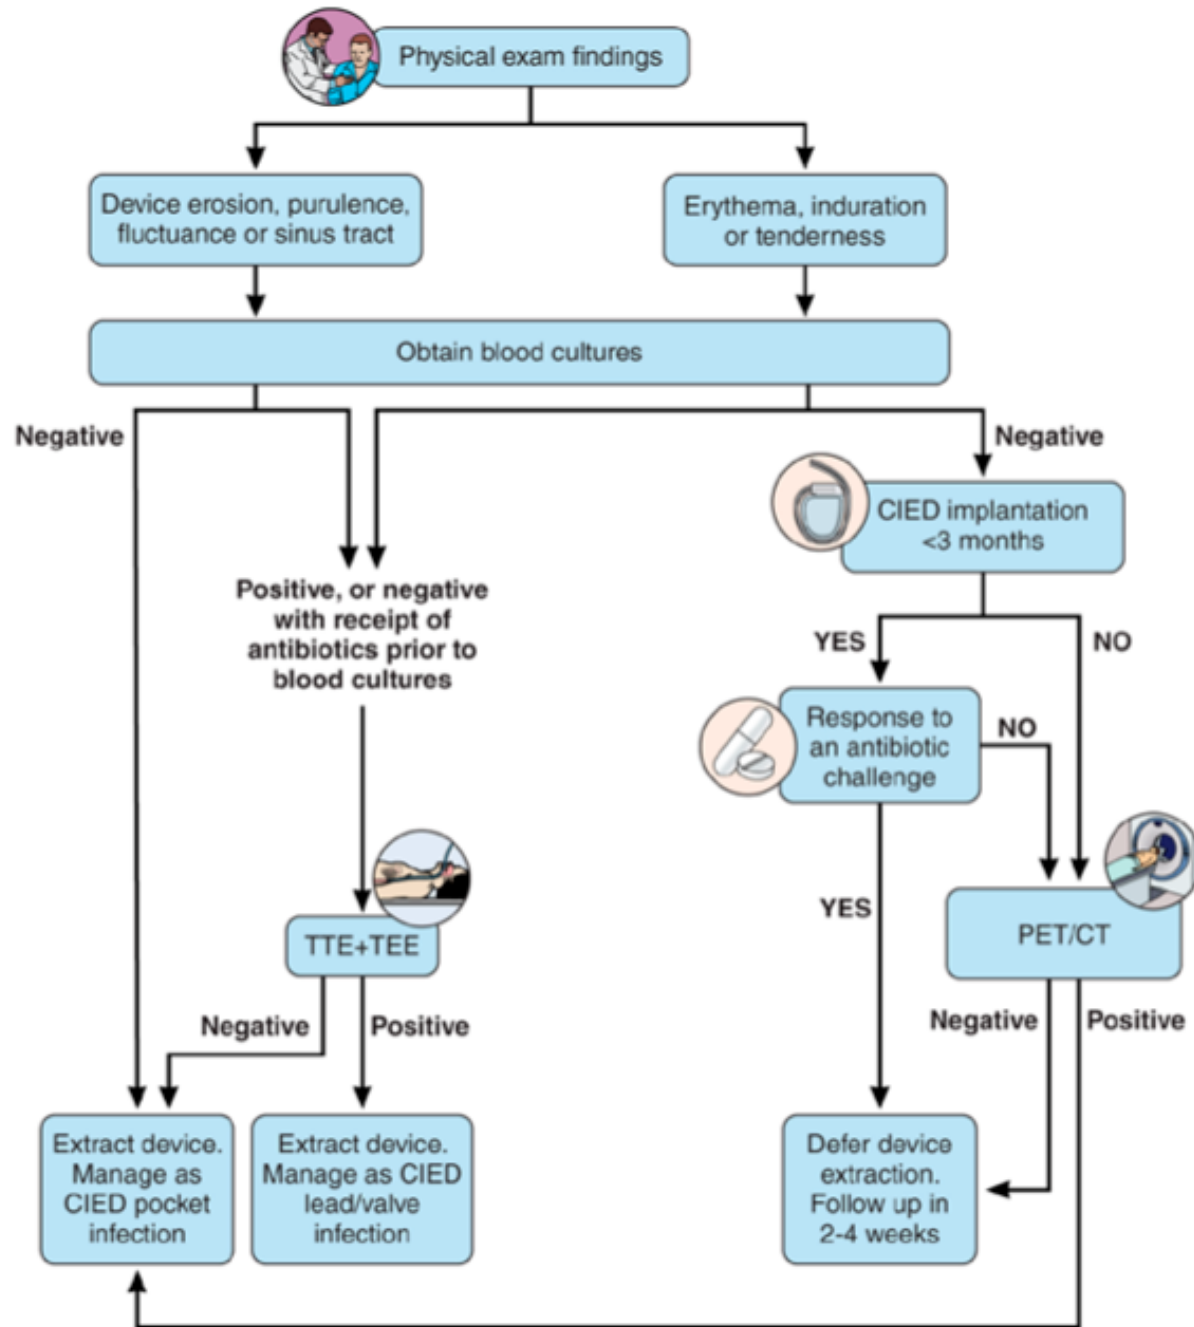 Physical exam findings
Device erosion, purulence,
fluctuance or sinus tract
Erythema, induration
or tenderness
Obtain blood cultures
Negative
Negative
CIED implantation
<3 months
Positive, or negative
with receipt of
antibiotics prior to
blood cultures
YES
NO
Response to
an antibiotic
challenge
NO
YES
TTE+TEE
PET/CT
Negative
Positive
Negative
Positive
Extract device.
Manage as
CIED pocket
infection
Extract device.
Manage as CIED
lead/valve
infection
Defer device
extraction.
Follow up in
2-4 weeks